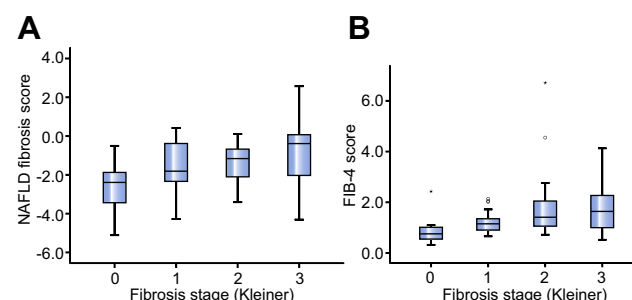 A
B
NAFLD fibrosis score
4.0
2.0
0.0
-2.0
-4.0
-6.0
0 1 2 3
Fibrosis stage (Kleiner)
FIB-4 score
6.0
4.0
2.0
0.0
0 1 2 3
Fibrosis stage (Kleiner)